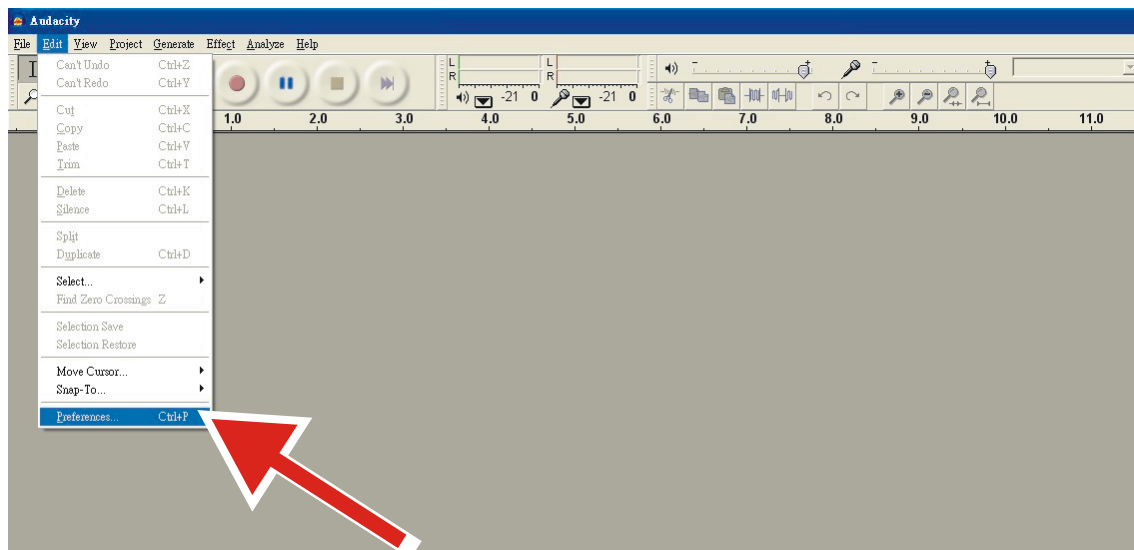 Audacity
File Edit View Project Generate Effect Analyze Help
Can't Undo Ctrl+Z
Can't Redo Ctrl+Y
Cut Ctrl+X
Copy Ctrl+C
Paste Ctrl+V
Trim Ctrl+T
Delete Ctrl+K
Silence Ctrl+L
Split
Duplicate Ctrl+D
Select...
Find Zero Crossings Z
Selection Save
Selection Restore
Move Cursor...
Snap-To...
Preferences... Ctrl+P
L
R
-21 0
L
R
-21 0
1.0 2.0 3.0 4.0 5.0 6.0 7.0 8.0 9.0 10.0 11.0